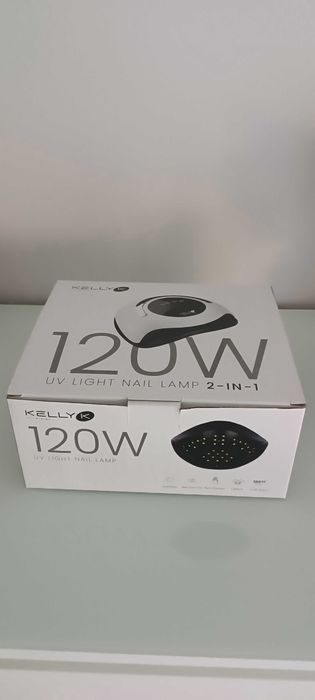 KELLY K
120W
UV LIGHT NAIL LAMP 2-IN-1
KELLY K
120W
UV LIGHT NAIL LAMP